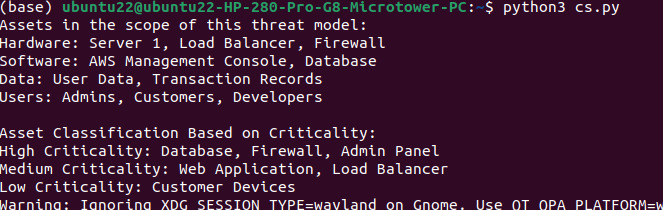 (base) ubuntu22@ubuntu22-HP-280-Pro-G8-Microtower-PC:~$ python3 cs.py
Assets in the scope of this threat model:
Hardware: Server 1, Load Balancer, Firewall
Software: AWS Management Console, Database
Data: User Data, Transaction Records
Users: Admins, Customers, Developers
Asset Classification Based on Criticality:
High Criticality: Database, Firewall, Admin Panel
Medium Criticality: Web Application, Load Balancer
Low Criticality: Customer Devices
Warning: Ignoring XDG_SESSION_TYPE=wayland on Gnome. Use QT_QPA_PLATFORM=w